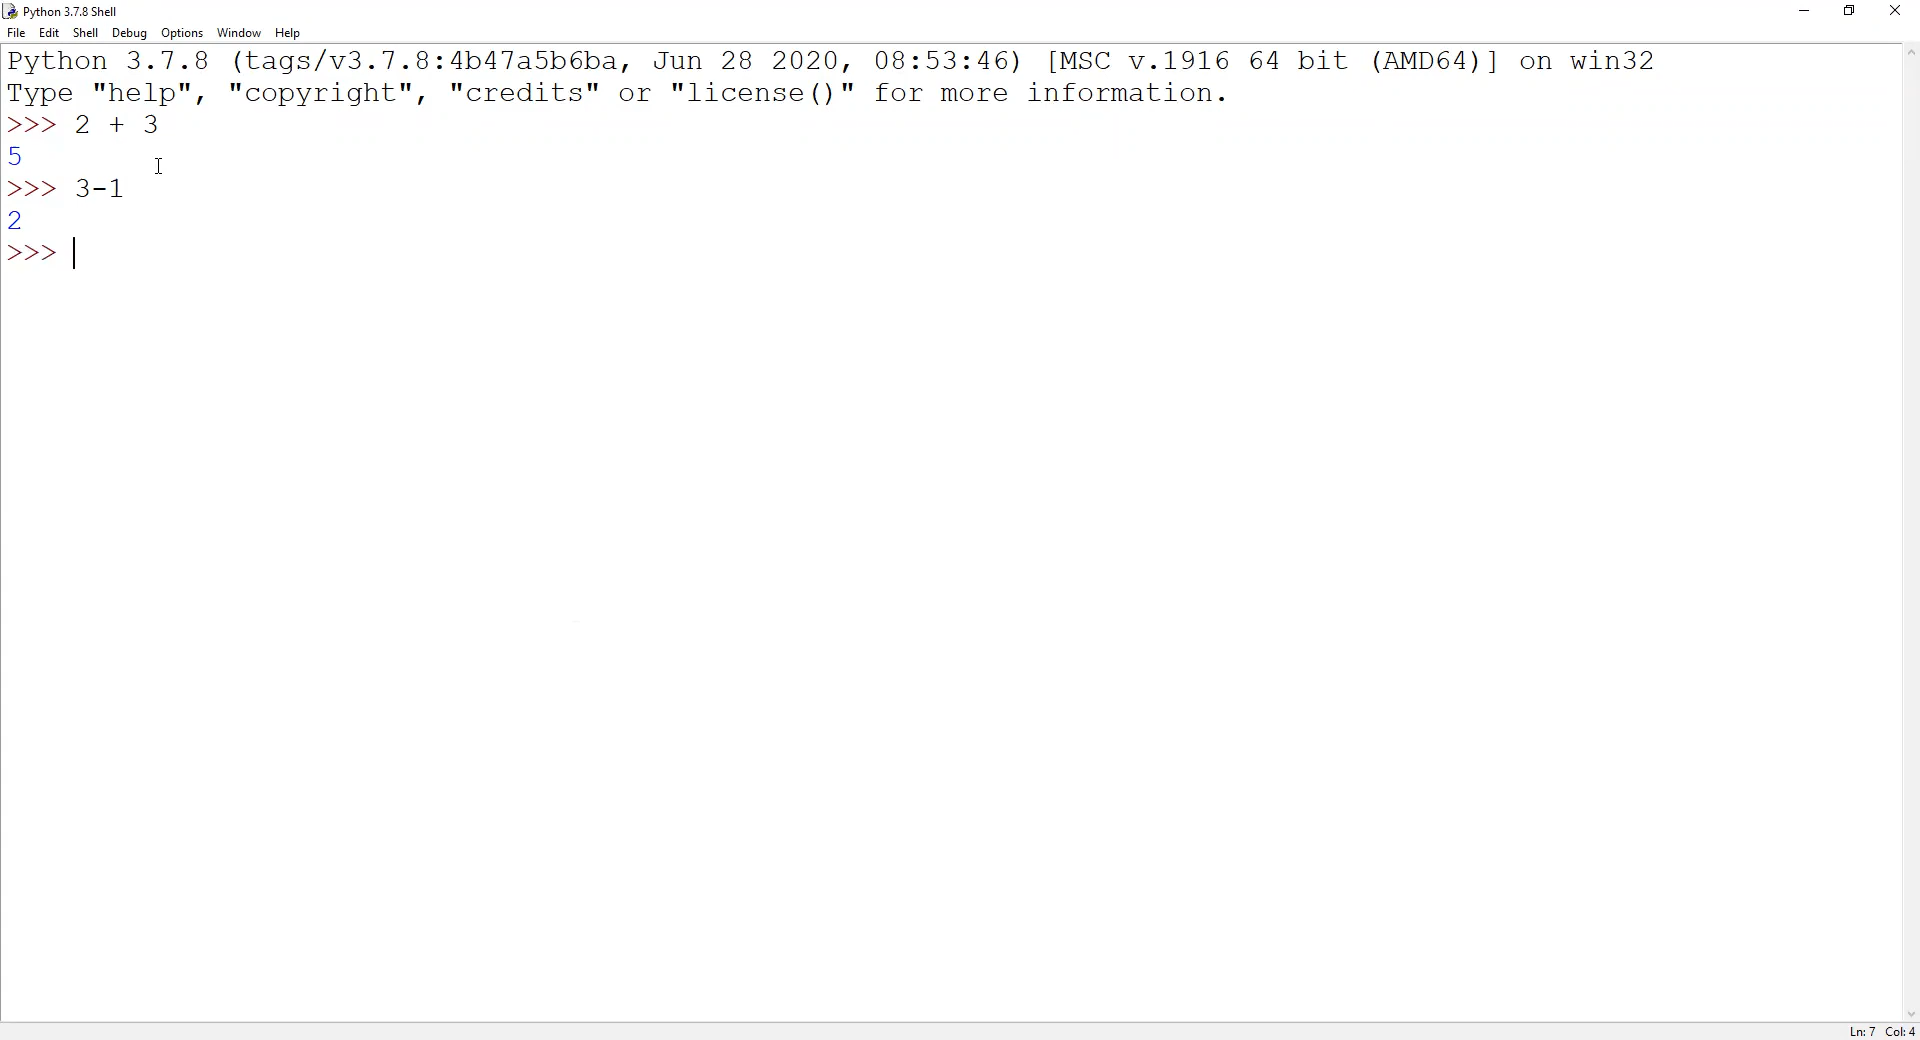 Python 3.7.8 Shell
File Edit Shell Debug Options Window Help
Python 3.7.8 (tags/v3.7.8:4b47a5b6ba, Jun 28 2020, 08:53:46) [MSC v.1916 64 bit (AMD64)] on win32
Type "help", "copyright", "credits" or "license()" for more information.
>>> 2 + 3
5
>>> 3-1
2
>>>
Ln: 7 Col: 4